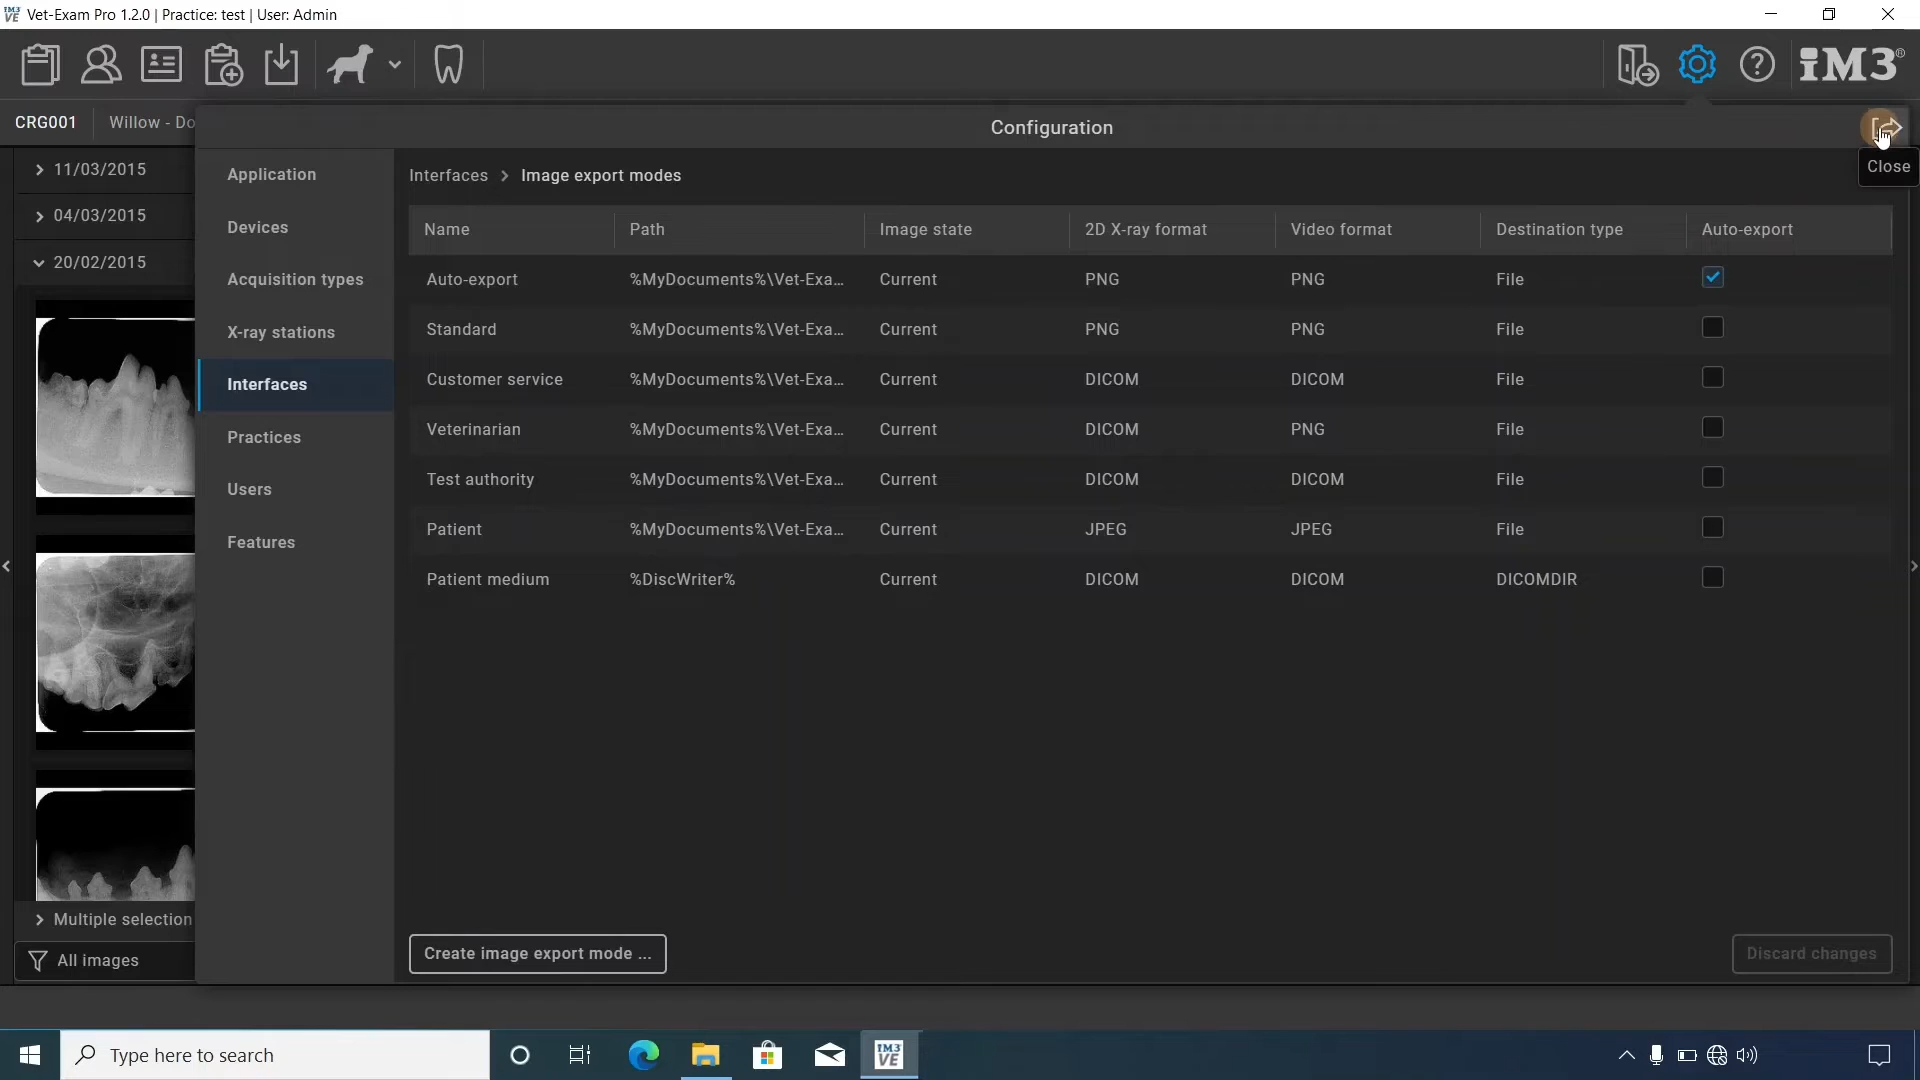 Vet-Exam Pro 1.2.0 | Practice: test | User: Admin
iM3®
CRG001 Willow - Do
Configuration
Close
11/03/2015
04/03/2015
20/02/2015
Multiple selection
All images
Application
Devices
Acquisition types
X-ray stations
Interfaces
Practices
Users
Features
Interfaces > Image export modes
Name Path Image state 2D X-ray format Video format Destination type Auto-export
Auto-export %MyDocuments%\Vet-Exa... Current PNG PNG File
Standard %MyDocuments%\Vet-Exa... Current PNG PNG File
Customer service %MyDocuments%\Vet-Exa... Current DICOM DICOM File
Veterinarian %MyDocuments%\Vet-Exa... Current DICOM PNG File
Test authority %MyDocuments%\Vet-Exa... Current DICOM DICOM File
Patient %MyDocuments%\Vet-Exa... Current JPEG JPEG File
Patient medium %DiscWriter% Current DICOM DICOM DICOMDIR
Create image export mode ... Discard changes
Type here to search
IM3 VE